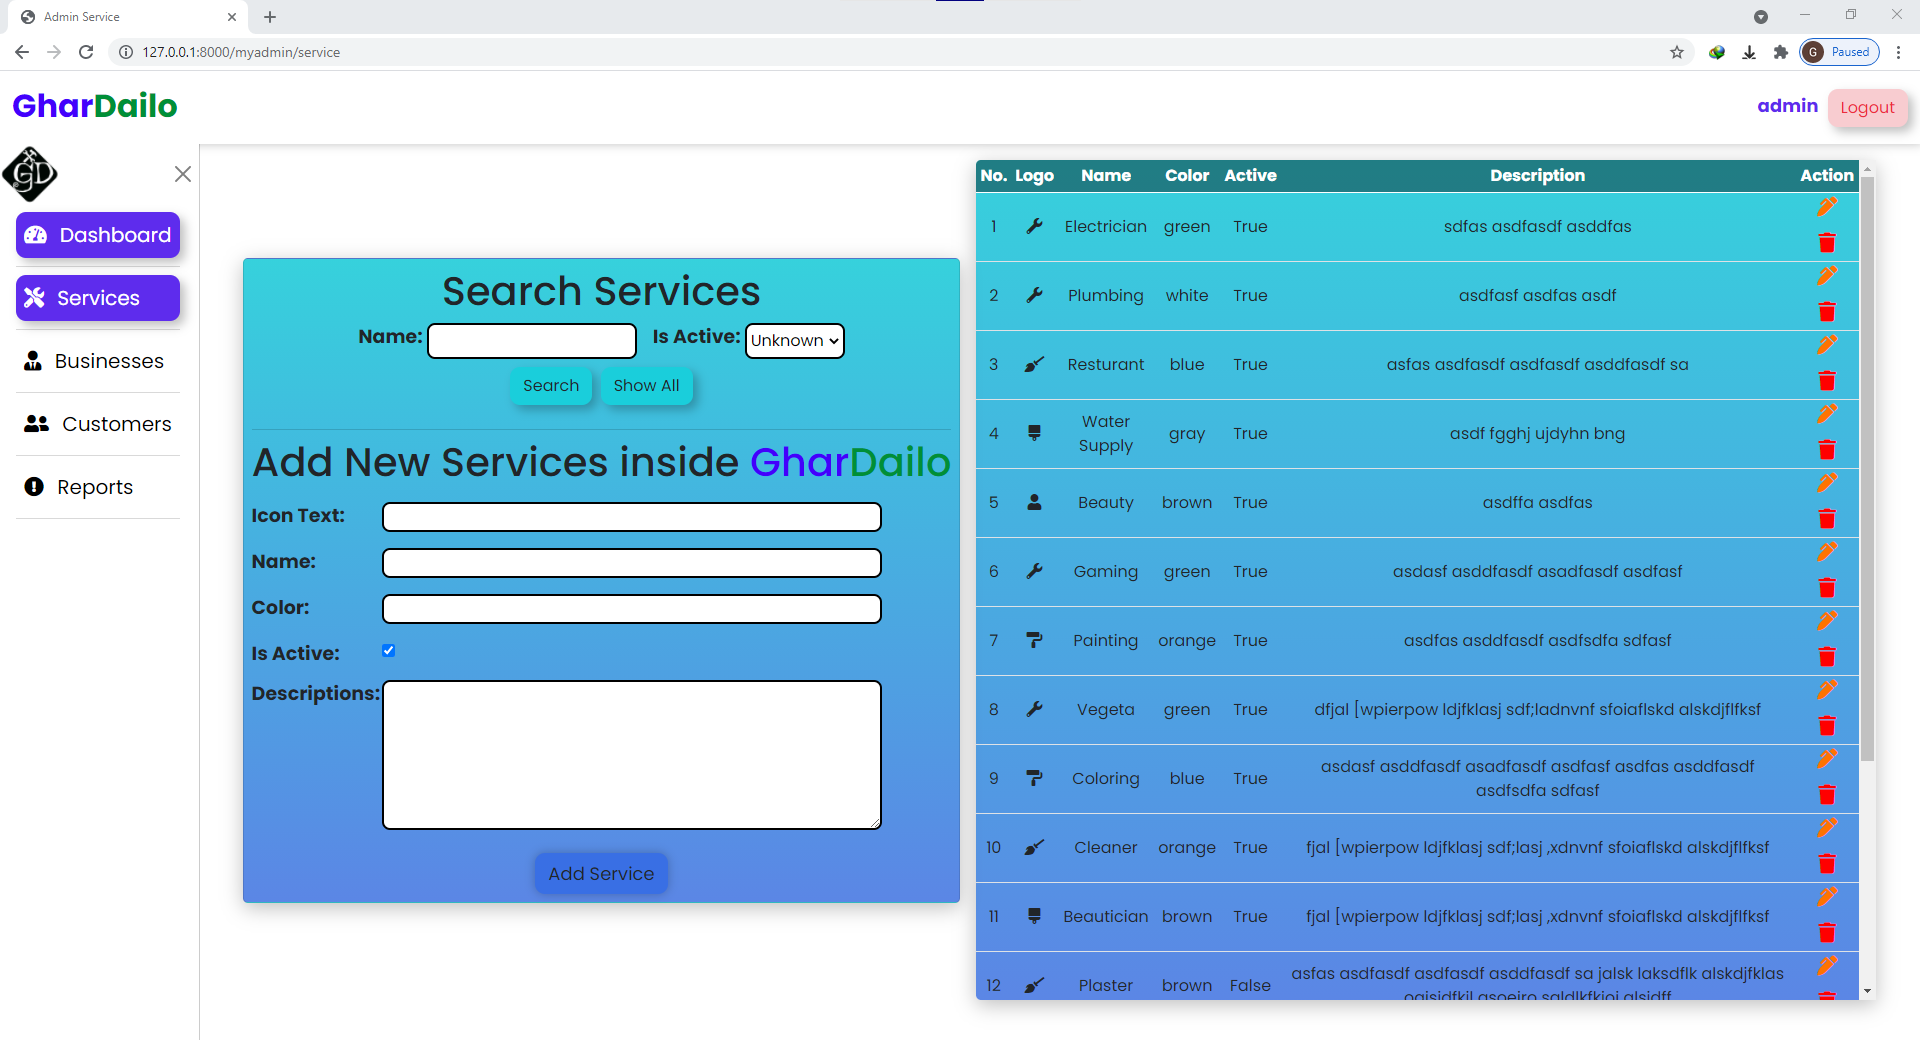 Admin Service
127.0.0.1:8000/myadmin/service
G Paused
GharDailo
admin Logout
GD
Dashboard
Services
Businesses
Customers
Reports
Search Services
Name: Is Active: Unknown
Search Show All
Add New Services inside GharDailo
Icon Text:
Name:
Color:
Is Active:
Descriptions:
Add Service
No. Logo Name Color Active Description Action
1 Electrician green True sdfas asdfasdf asddfas
2 Plumbing white True asdfasf asdfas asdf
3 Resturant blue True asfas asdfasdf asdfasdf asddfasdf sa
4 Water Supply gray True asdf fgghj ujdyhn bng
5 Beauty brown True asdffa asdfas
6 Gaming green True asdasf asddfasdf asadfasdf asdfasf
7 Painting orange True asdfas asddfasdf asdfsdfa sdfasf
8 Vegeta green True dfjal [wpierpow ldjfklasj sdf;ladnvnf sfoiaflskd alskdjflfksf
9 Coloring blue True asdasf asddfasdf asadfasdf asdfasf asdfas asddfasdf
asdfsdfa sdfasf
10 Cleaner orange True fjal [wpierpow ldjfklasj sdf;lasj ,xdnvnf sfoiaflskd alskdjflfksf
11 Beautician brown True fjal [wpierpow ldjfklasj sdf;lasj ,xdnvnf sfoiaflskd alskdjflfksf
12 Plaster brown False asfas asdfasdf asdfasdf asddfasdf sa jalsk laksdflk alskdjfklas